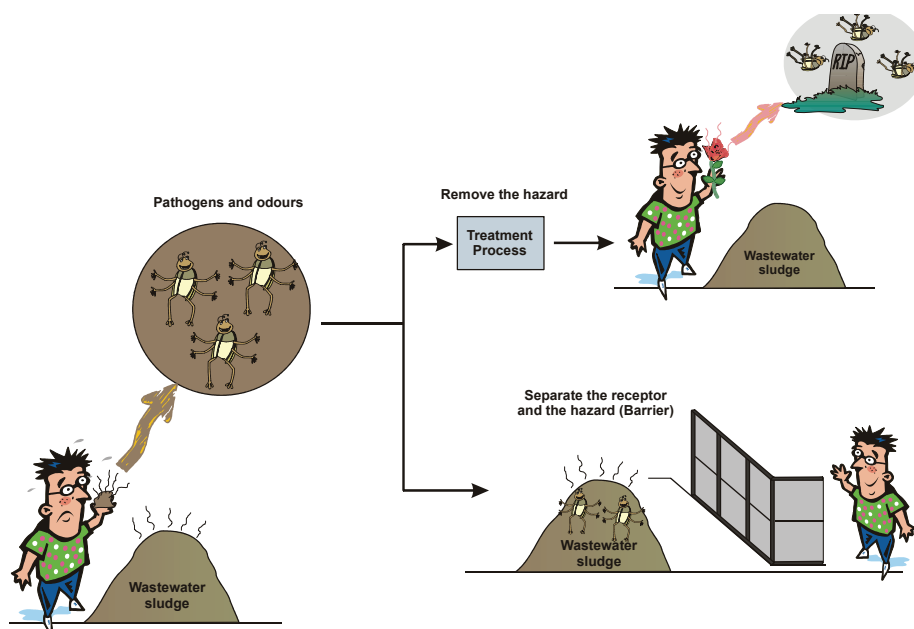 RIP
Pathogens and odours
Remove the hazard
Treatment
Process
Wastewater
sludge
Separate the receptor
and the hazard (Barrier)
Wastewater
sludge
Wastewater
sludge